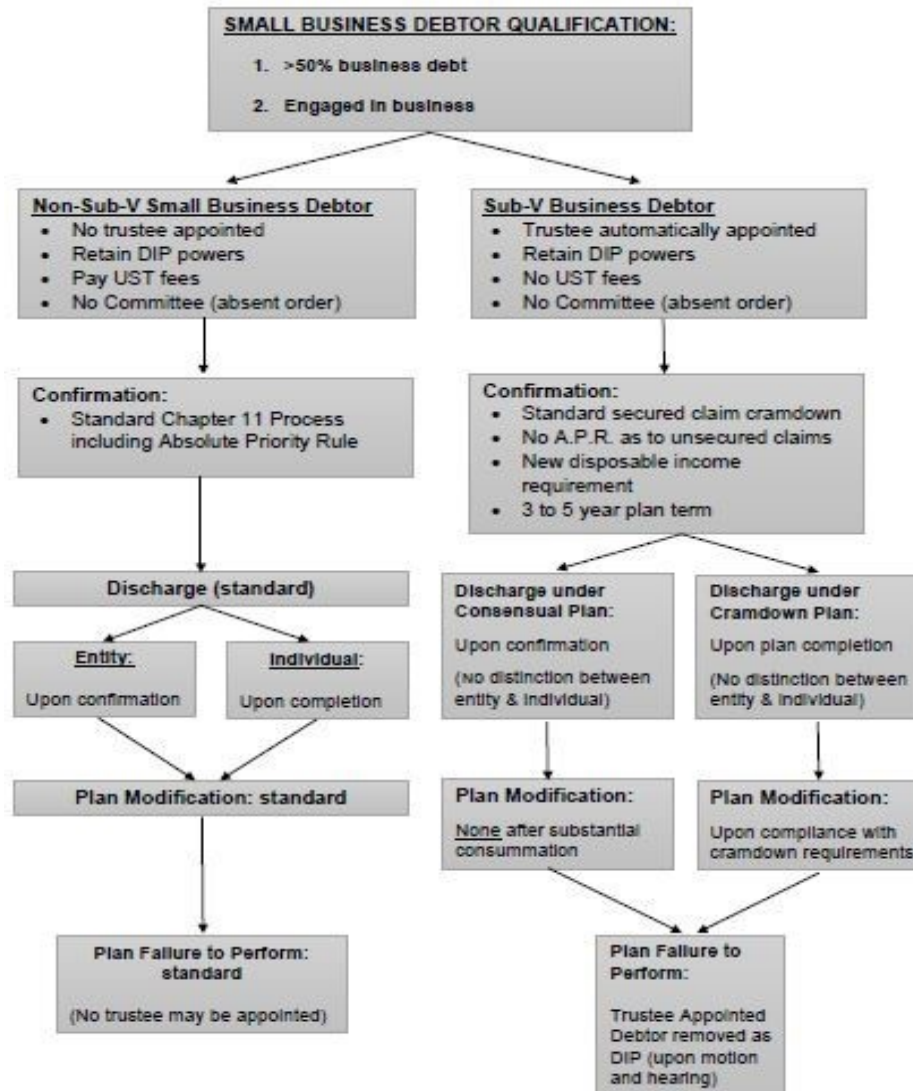 SMALL BUSINESS DEBTOR QUALIFICATION:
1. >50% business debt
2. Engaged in business
Non-Sub-V Small Business Debtor
• No trustee appointed
• Retain DIP powers
• Pay UST fees
• No Committee (absent order)
Sub-V Business Debtor
• Trustee automatically appointed
• Retain DIP powers
• No UST fees
• No Committee (absent order)
Confirmation:
• Standard Chapter 11 Process
including Absolute Priority Rule
Confirmation:
• Standard secured claim cramdown
• No A.P.R. as to unsecured claims
• New disposable income
requirement
• 3 to 5 year plan term
Discharge (standard)
Entity:
Upon confirmation
Individual:
Upon completion
Discharge under
Consensual Plan:
Upon confirmation
(No distinction between
entity & individual)
Discharge under
Cramdown Plan:
Upon plan completion
(No distinction between
entity & individual)
Plan Modification: standard
Plan Modification:
None after substantial
consummation
Plan Modification:
Upon compliance with
cramdown requirements
Plan Failure to Perform:
standard
(No trustee may be appointed)
Plan Failure to
Perform:
Trustee Appointed
Debtor removed as
DIP (upon motion
and hearing)